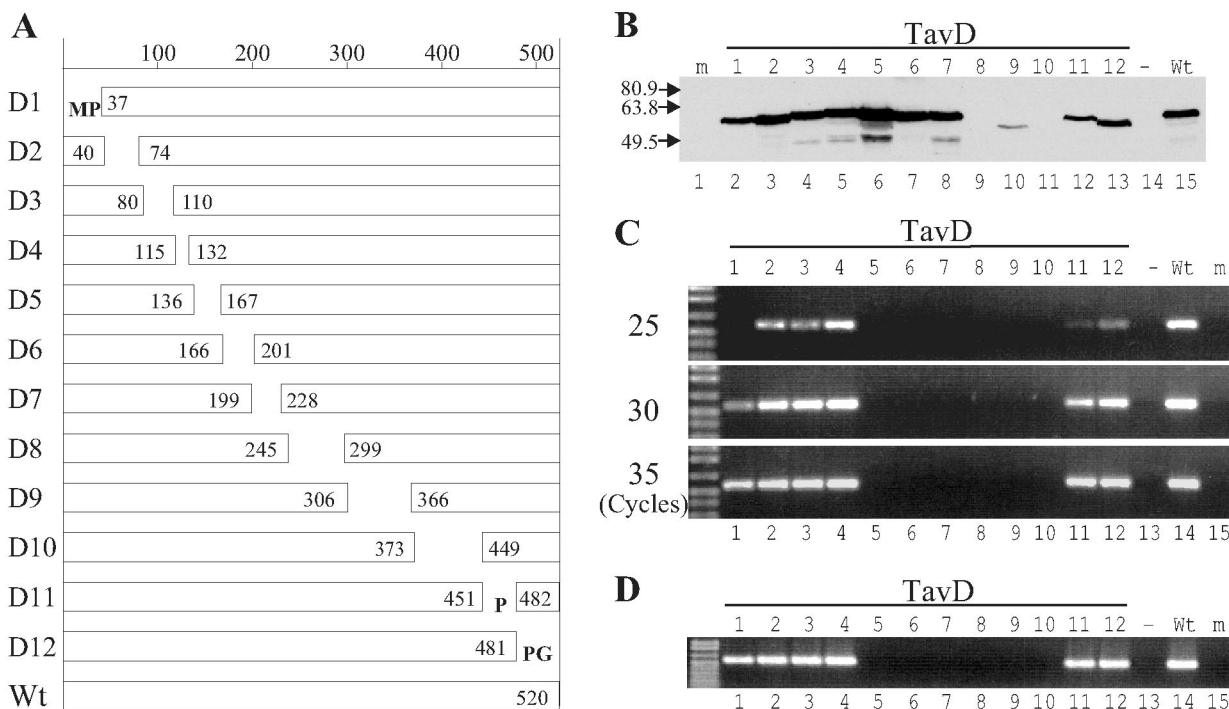 A
100 200 300 400 500
D1 MP 37
D2 40 74
D3 80 110
D4 115 132
D5 136 167
D6 166 201
D7 199 228
D8 245 299
D9 306 366
D10 373 449
D11 451 P 482
D12 481 PG
Wt 520
B
TavD
m 1 2 3 4 5 6 7 8 9 10 11 12 – Wt
80.9
63.8
49.5
1 2 3 4 5 6 7 8 9 10 11 12 13 14 15
C
TavD
1 2 3 4 5 6 7 8 9 10 11 12 – Wt m
25
30
35
(Cycles)
1 2 3 4 5 6 7 8 9 10 11 12 13 14 15
D
TavD
1 2 3 4 5 6 7 8 9 10 11 12 – Wt m
1 2 3 4 5 6 7 8 9 10 11 12 13 14 15